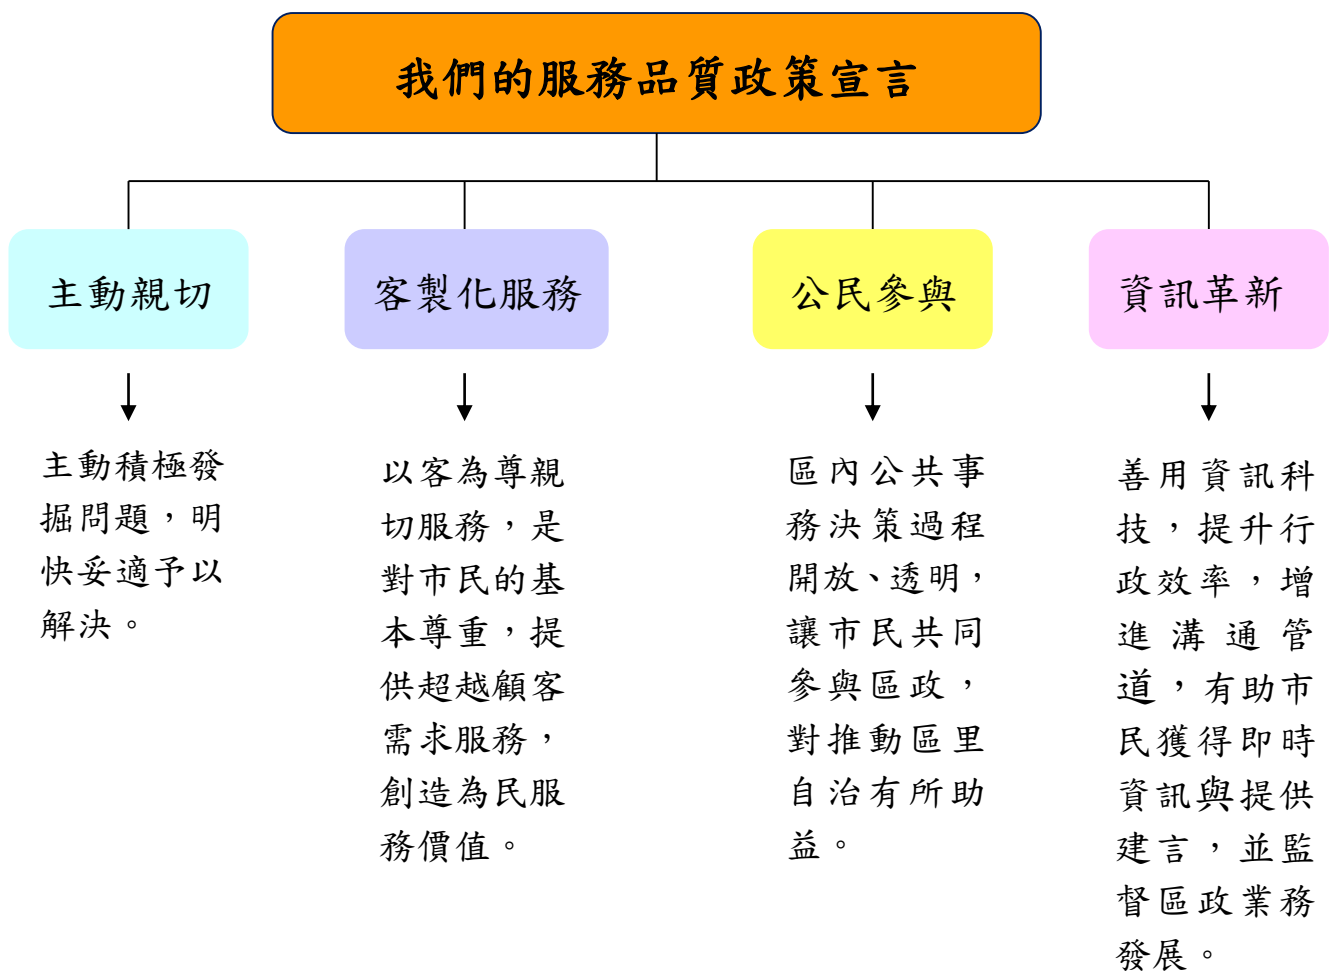 我們的服務品質政策宣言
主動親切
客製化服務
公民參與
資訊革新
主動積極發
掘問題，明
快妥適予以
解決。
以客為尊親
切服務，是
對市民的基
本尊重，提
供超越顧客
需求服務，
創造為民服
務價值。
區內公共事
務決策過程
開放、透明，
讓市民共同
參與區政，
對推動區里
自治有所助
益。
善用資訊科
技，提升行
政效率，增
進溝通管
道，有助市
民獲得即時
資訊與提供
建言，並監
督區政業務
發展。